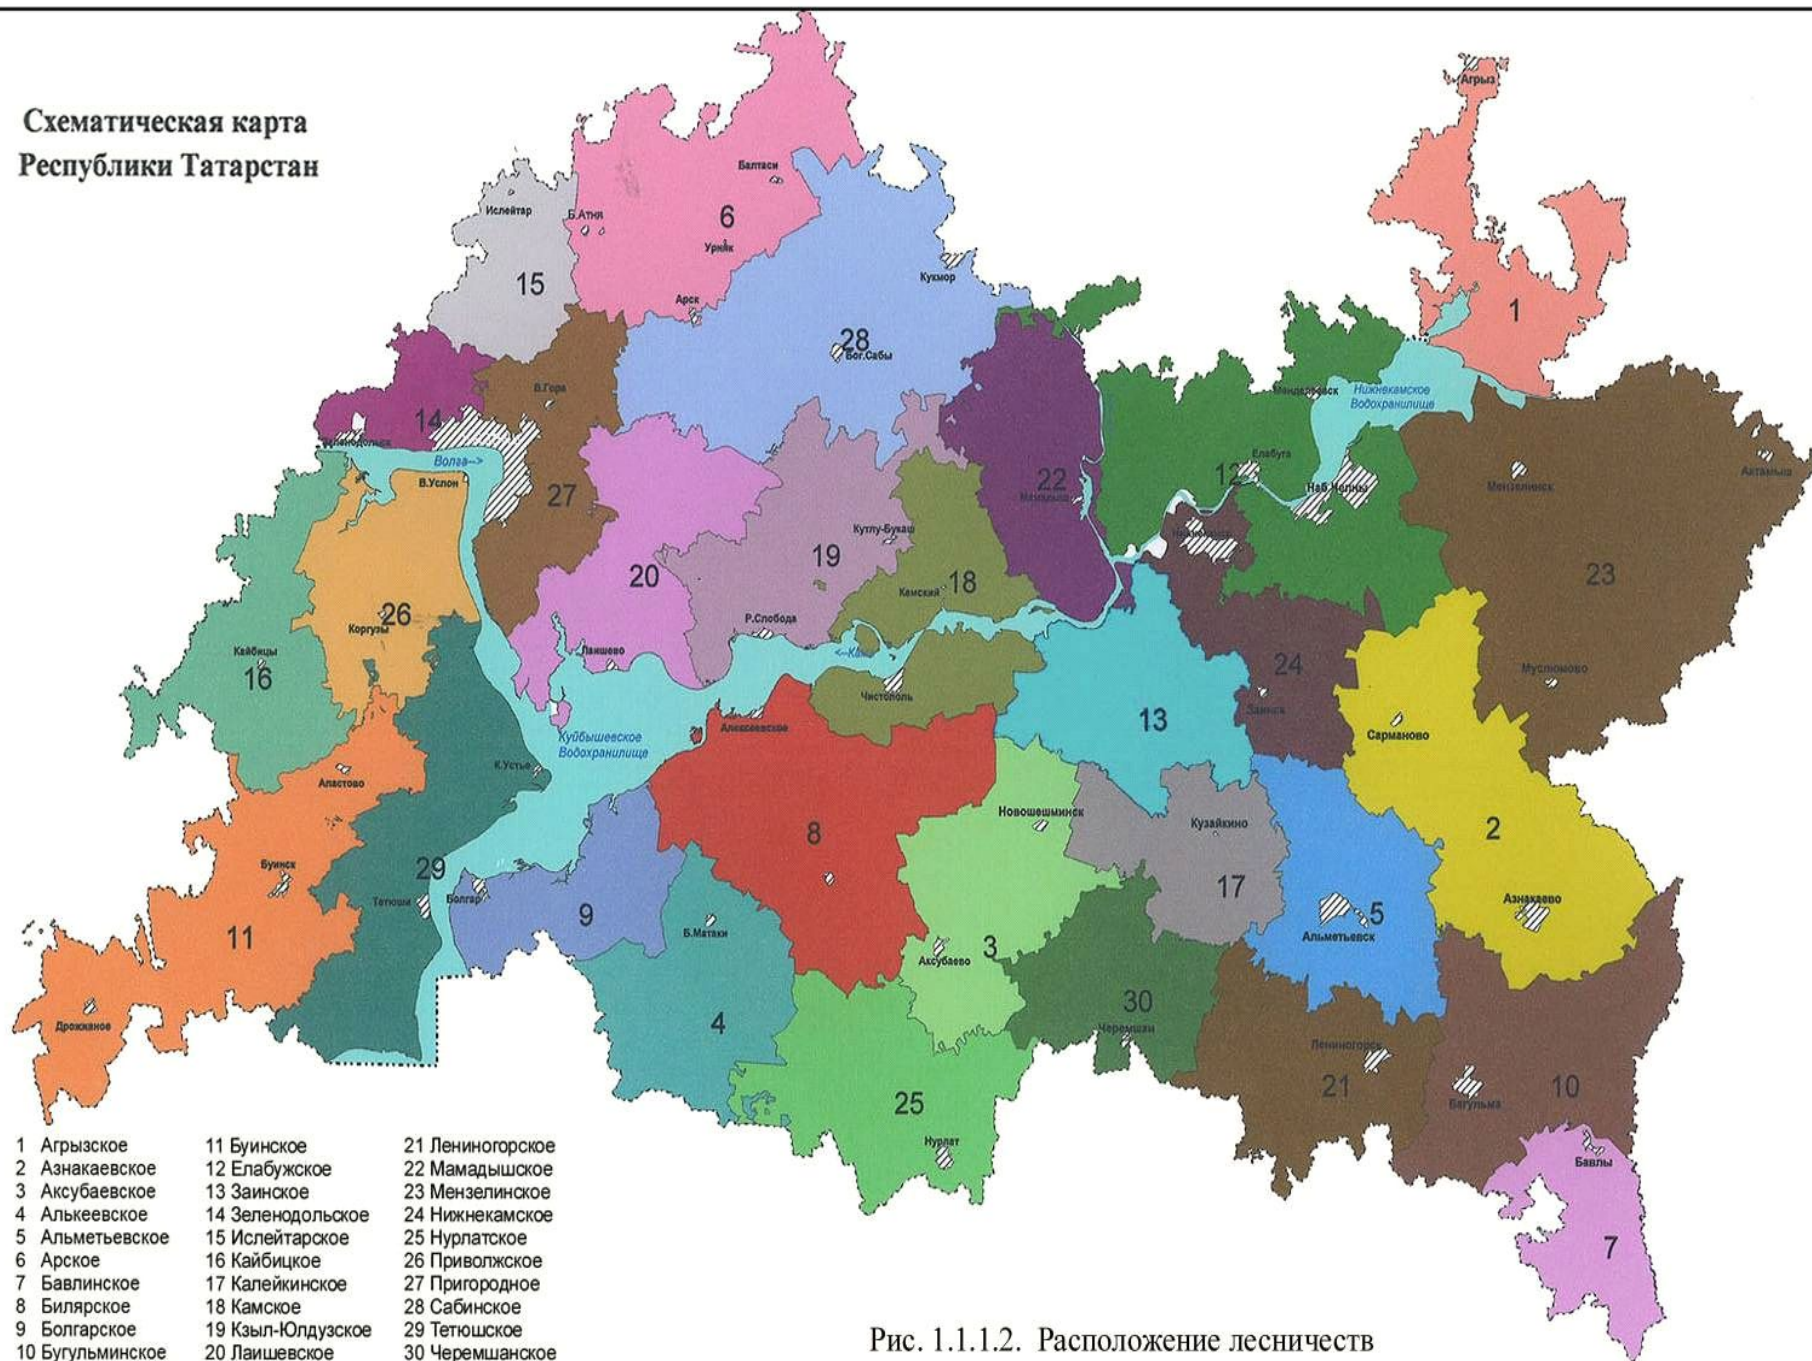 Схематическая карта
Республики Татарстан
Агрыз
Балтаси
Ислейтар
Б.Атня
6
Урняк
15
Кукмор
Арск
1
28
Бог.Сабы
В.Гора
Менделеевск
Нижнекамское
Водохранилище
14
Зеленодольск
Волга-->
В.Услон
27
22
12
Елабуга
Наб.Челны
Мензелинск
Актаныш
19
Кутлу-Букаш
20
18
Камский
23
26
Коргузы
Р.Слобода
Кайбицы
16
Лаишево
<--Кама
Чистополь
24
Заинск
Муслюмово
13
Сарманово
Алексеевское
Куйбышевское
Водохранилище
К.Устье
Апастово
8
Новошешминск
Кузайкино
2
Буинск
29
Тетюши
Болгар
9
17
5
Альметьевск
Азнакаево
11
Б.Матаки
3
Аксубаево
Дрожжаное
4
30
Черемшан
Лениногорск
21
10
Бугульма
25
Нурлат
Бавлы
7
1 Агрызское
2 Азнакаевское
3 Аксубаевское
4 Алькеевское
5 Альметьевское
6 Арское
7 Бавлинское
8 Билярское
9 Болгарское
10 Бугульминское
11 Буинское
12 Елабужское
13 Заинское
14 Зеленодольское
15 Ислейтарское
16 Кайбицкое
17 Калейкинское
18 Камское
19 Кзыл-Юлдузское
20 Лаишевское
21 Лениногорское
22 Мамадышское
23 Мензелинское
24 Нижнекамское
25 Нурлатское
26 Приволжское
27 Пригородное
28 Сабинское
29 Тетюшское
30 Черемшанское
Рис. 1.1.1.2. Расположение лесничеств